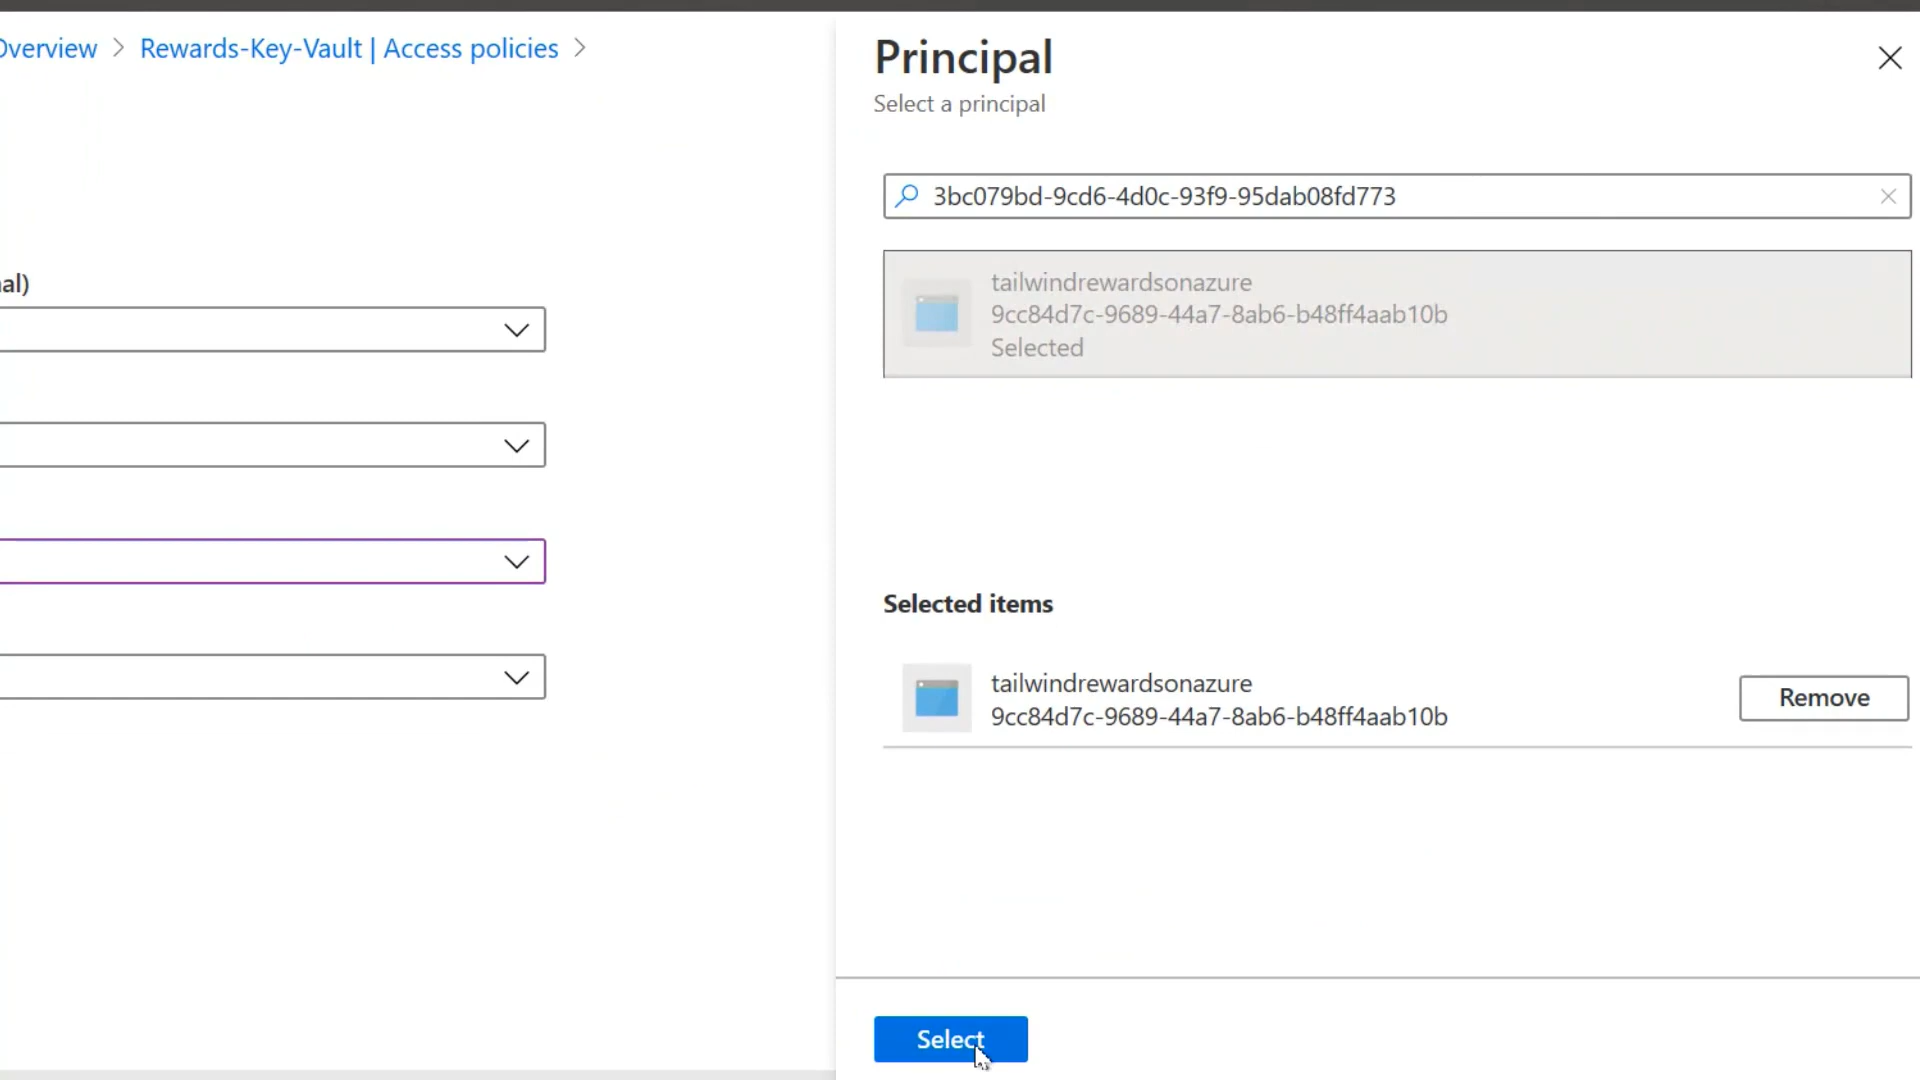 Overview > Rewards-Key-Vault | Access policies >
al)
Principal
Select a principal
3bc079bd-9cd6-4d0c-93f9-95dab08fd773
tailwindrewardsonazure
9cc84d7c-9689-44a7-8ab6-b48ff4aab10b
Selected
Selected items
tailwindrewardsonazure
9cc84d7c-9689-44a7-8ab6-b48ff4aab10b
Remove
Select